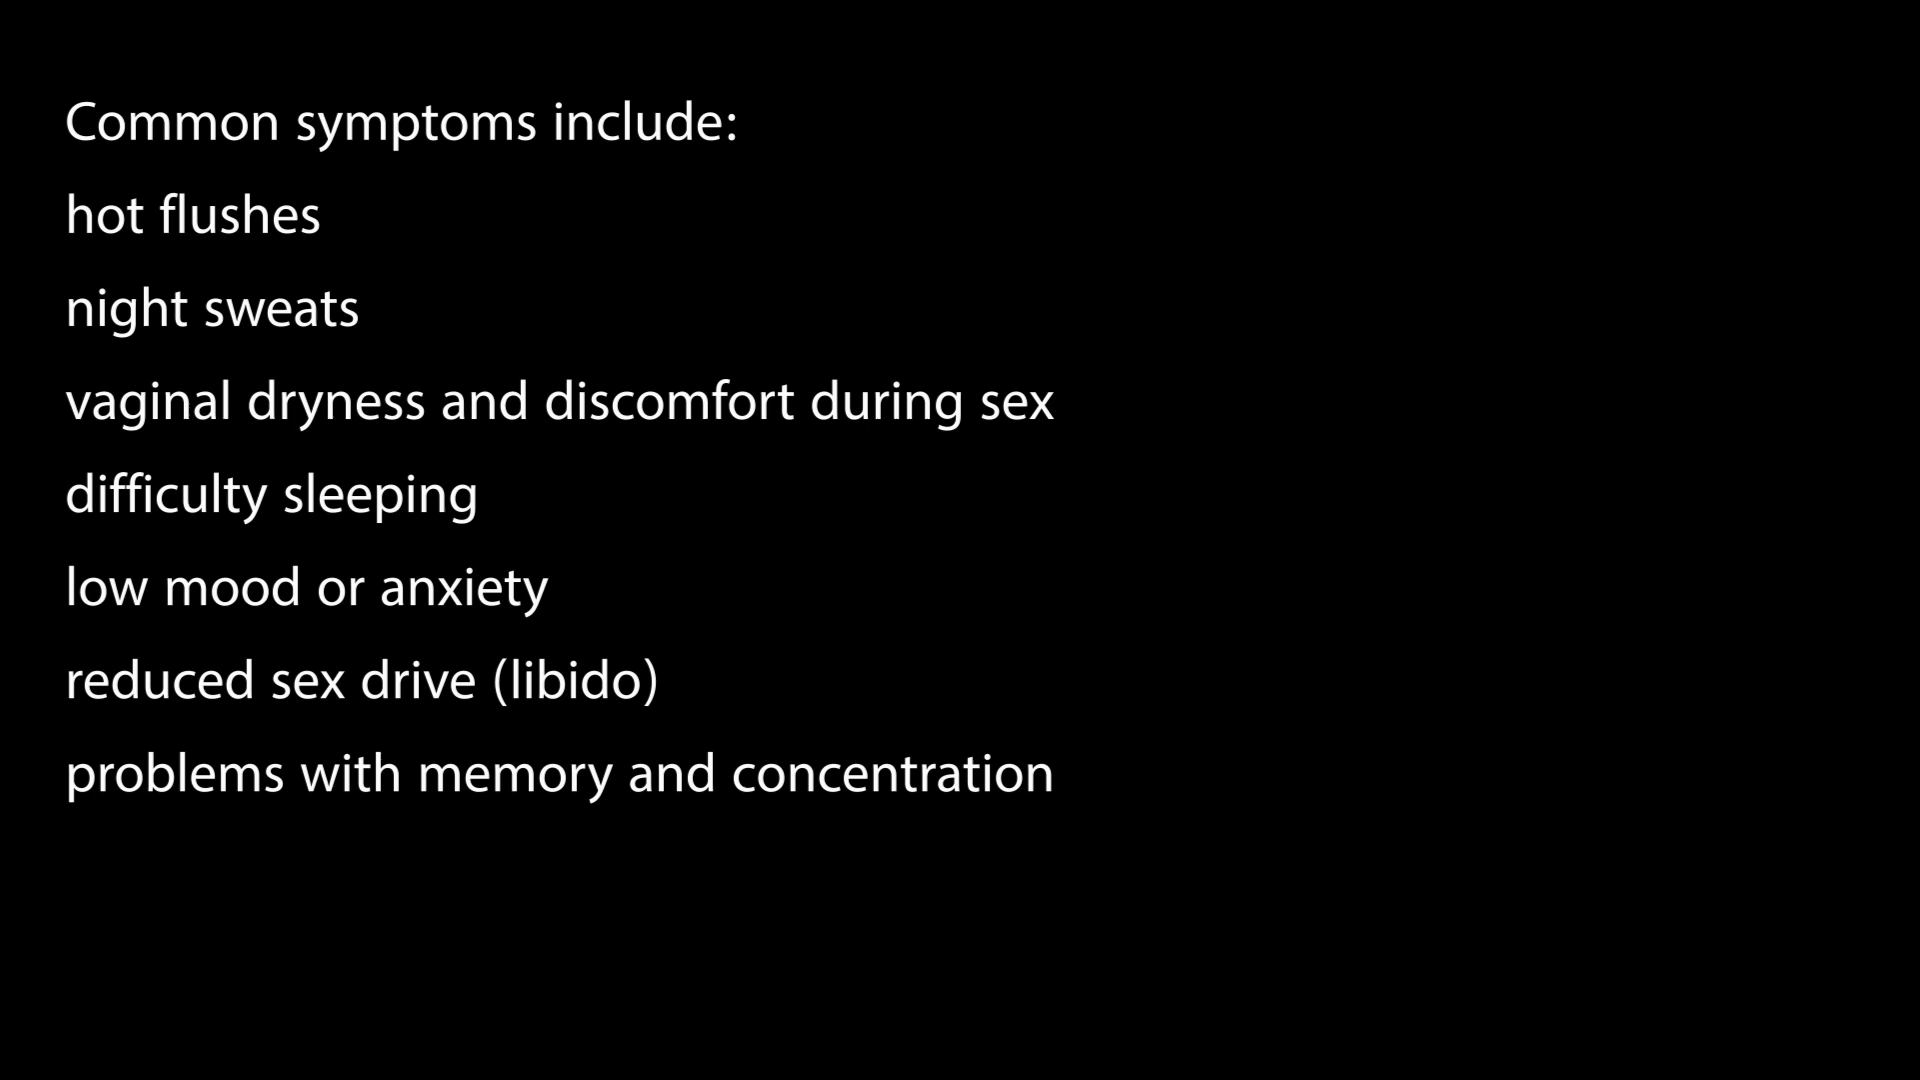 Common symptoms include:
hot flushes
night sweats
vaginal dryness and discomfort during sex
difficulty sleeping
low mood or anxiety
reduced sex drive (libido)
problems with memory and concentration